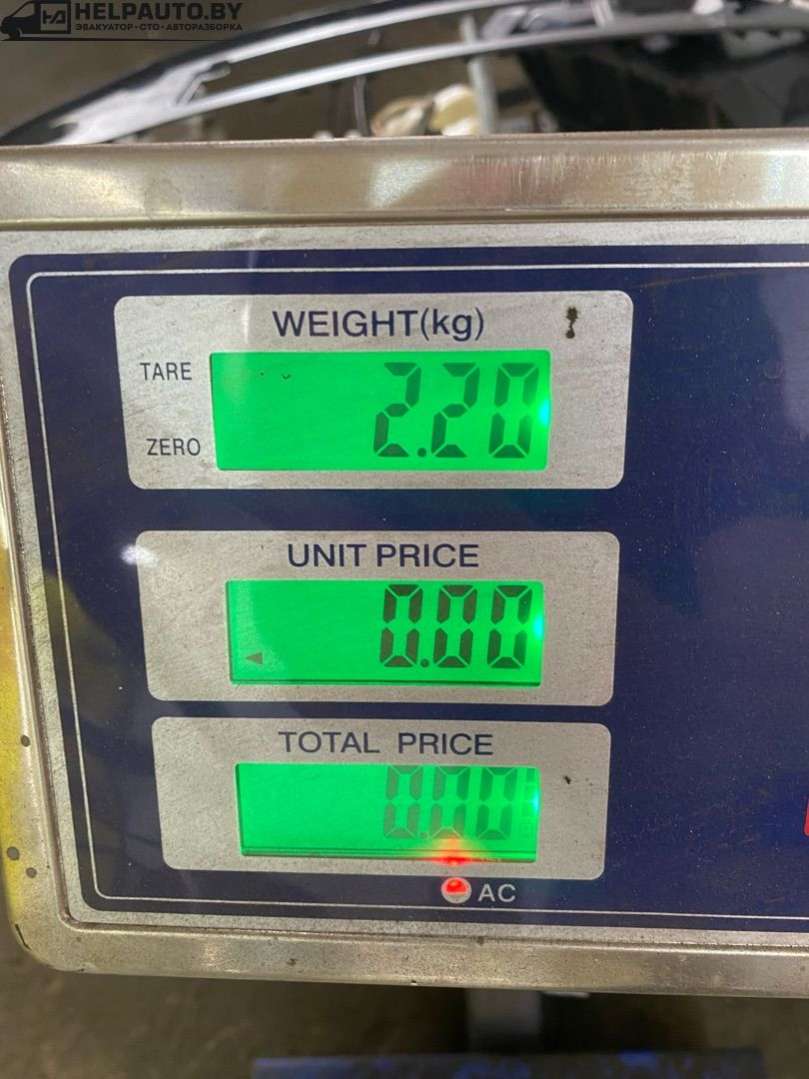 HELPAUTO.BY
ЭВАКУАТОР • СТО • АВТОРАЗБОРКА
WEIGHT(kg)
TARE
2.20
ZERO
UNIT PRICE
0.00
TOTAL PRICE
0.00
AC